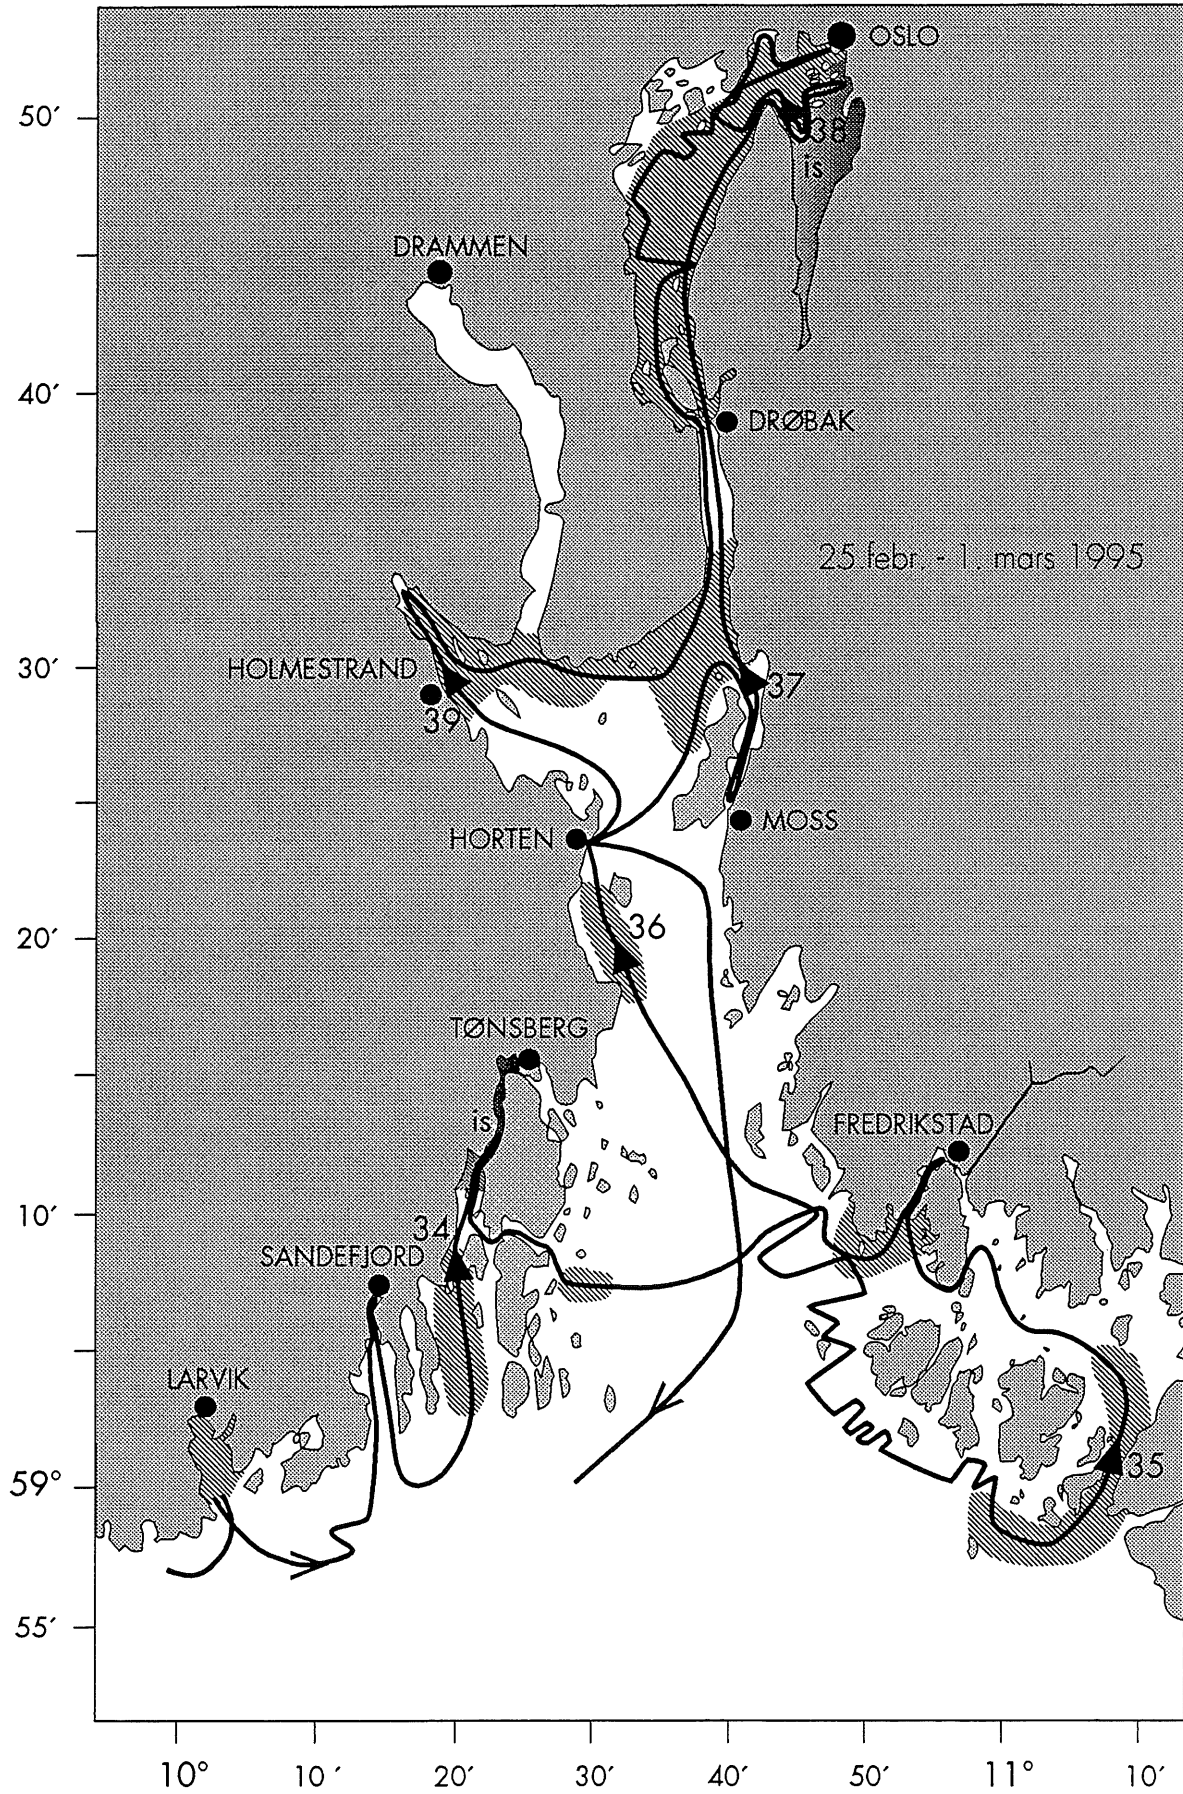 OSLO
50′
38
is
DRAMMEN
40′
DRØBAK
25.febr. - 1. mars 1995
30′
HOLMESTRAND
37
39
MOSS
HORTEN
36
20′
TØNSBERG
is
FREDRIKSTAD
10′
34
SANDEFJORD
LARVIK
35
59°
55′
10° 10′ 20′ 30′ 40′ 50′ 11° 10′